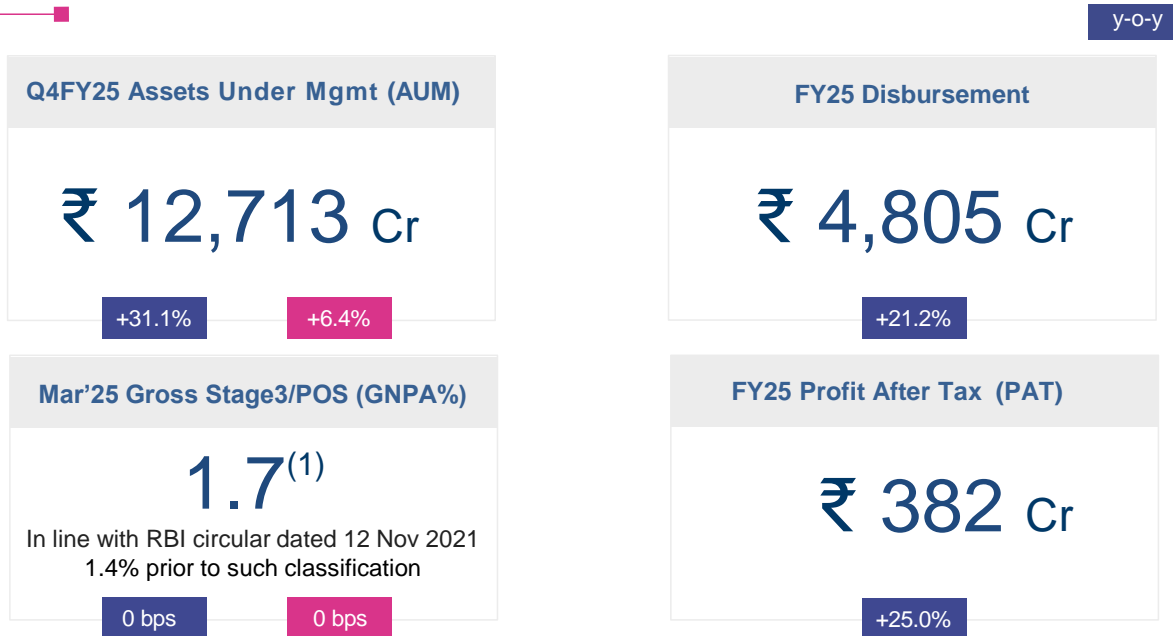 y-o-y
Q4FY25 Assets Under Mgmt (AUM)
₹ 12,713 Cr
+31.1%
+6.4%
FY25 Disbursement
₹ 4,805 Cr
+21.2%
Mar’25 Gross Stage3/POS (GNPA%)
1.7(1)
In line with RBI circular dated 12 Nov 2021
1.4% prior to such classification
0 bps
0 bps
FY25 Profit After Tax (PAT)
₹ 382 Cr
+25.0%